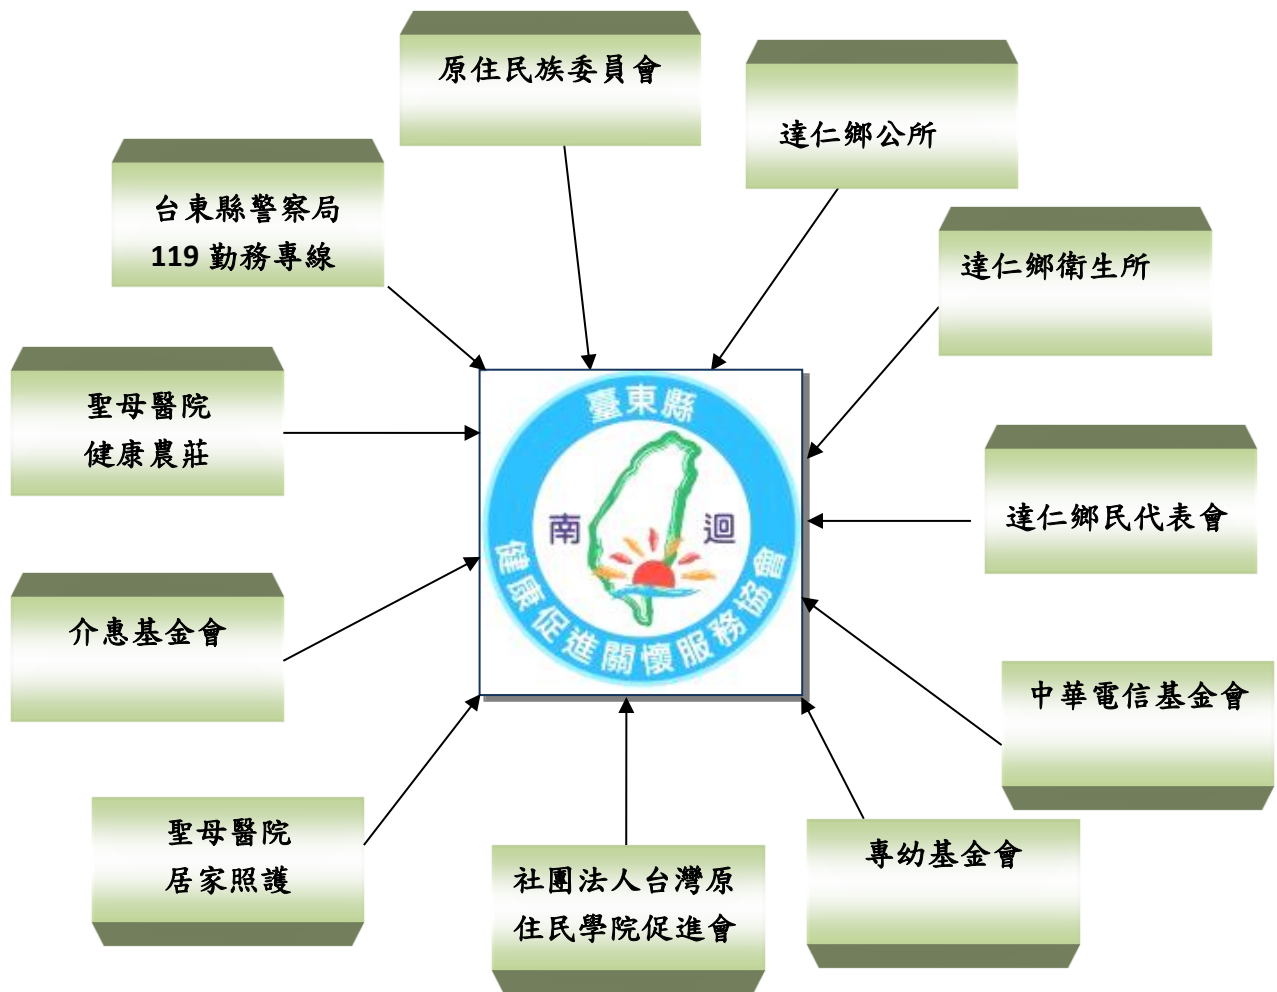 原住民族委員會
達仁鄉公所
台東縣警察局
119 勤務專線
達仁鄉衛生所
聖母醫院
健康農莊
臺東縣
南 迴
健康促進關懷服務協會
達仁鄉民代表會
介惠基金會
中華電信基金會
聖母醫院
居家照護
社團法人台灣原
住民學院促進會
專幼基金會